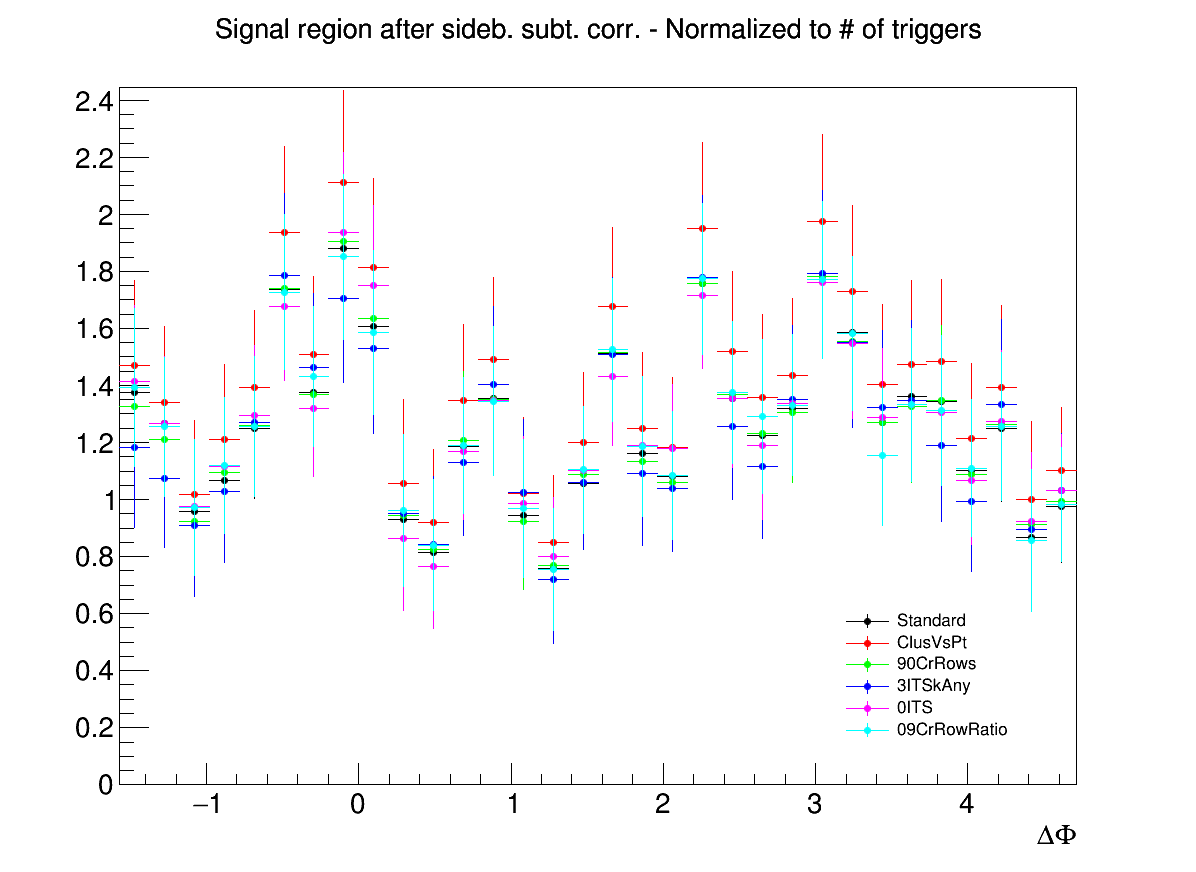 Signal region after sideb. subt. corr. - Normalized to # of triggers
2.4
2.2
2
1.8
1.6
1.4
1.2
1
0.8
0.6
0.4
0.2
0
Standard
ClusVsPt
90CrRows
3ITSkAny
0ITS
09CrRowRatio
−1 0 1 2 3 4
ΔΦ